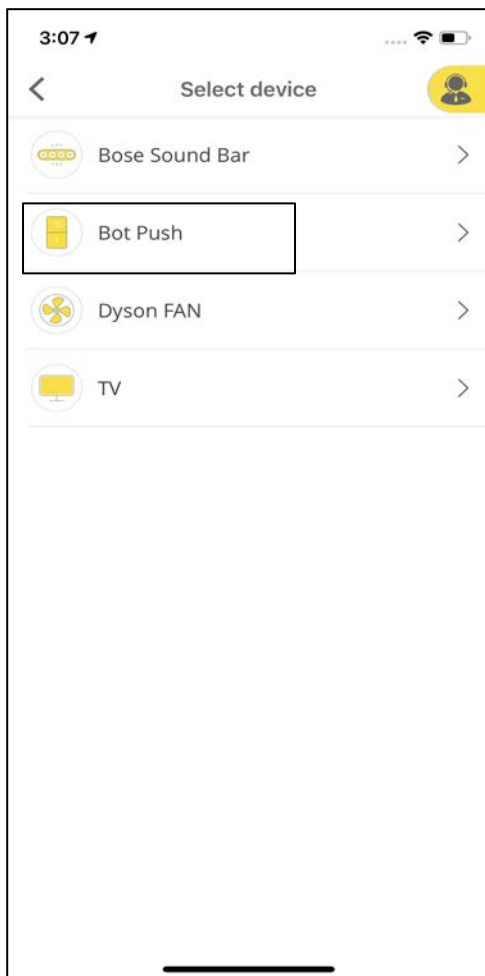 3:07
Select device
Bose Sound Bar
Bot Push
Dyson FAN
TV